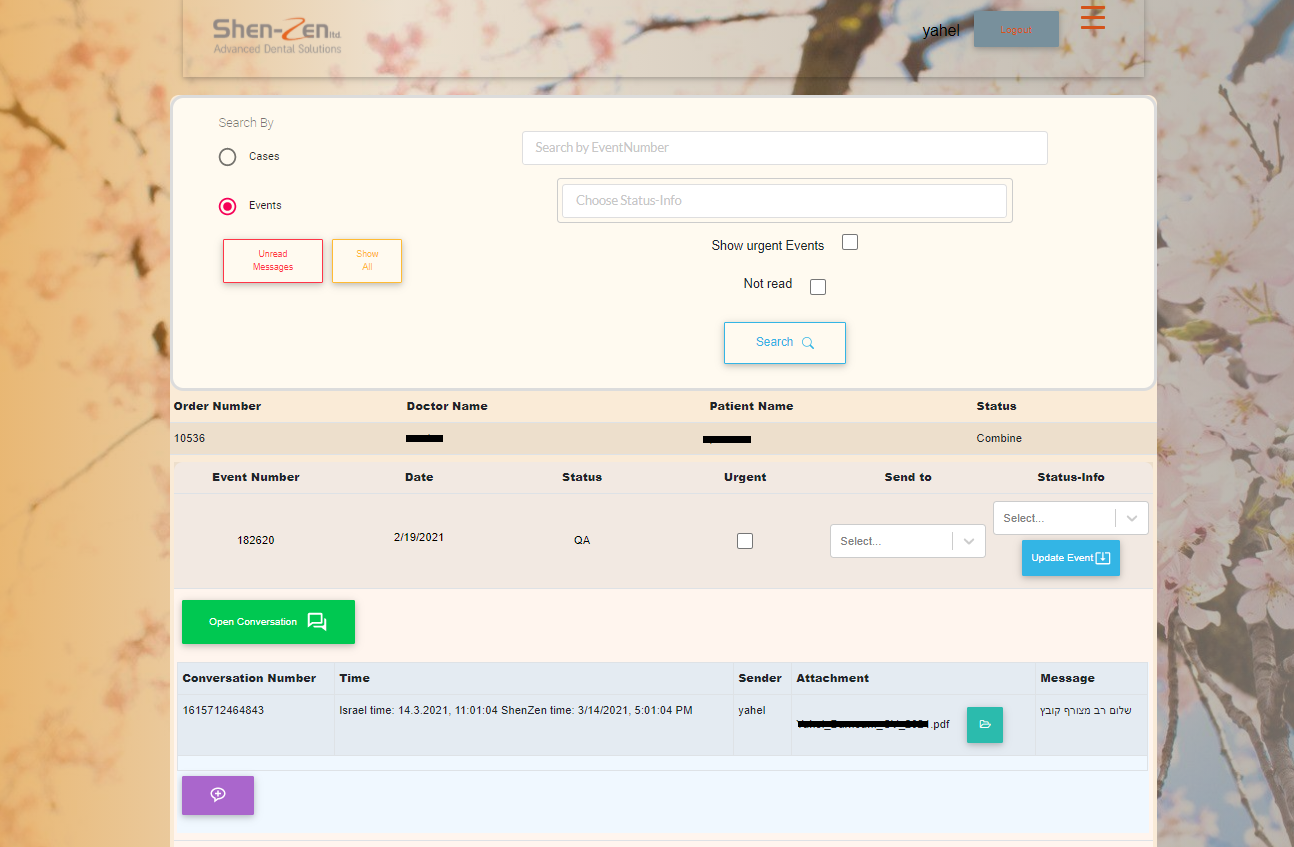 Shen-Zen ltd.
Advanced Dental Solutions
yahel
Logout
Search By
Cases
Events
Unread
Messages
Show
All
Search by EventNumber
Choose Status-Info
Show urgent Events
Not read
Search
Order Number Doctor Name Patient Name Status
10536 Combine
Event Number Date Status Urgent Send to Status-Info
182620 2/19/2021 QA Select... Select...
Update Event
Open Conversation
Conversation Number Time Sender Attachment Message
1615712464843 Israel time: 14.3.2021, 11:01:04 ShenZen time: 3/14/2021, 5:01:04 PM yahel .pdf שלום רב מצורף קובץ